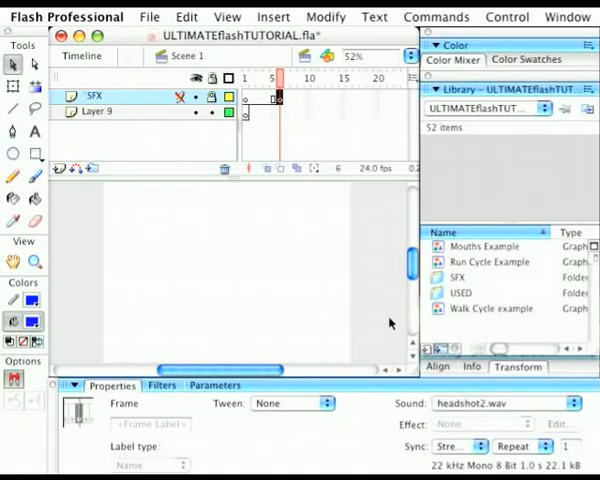 Flash Professional File Edit View Insert Modify Text Commands Control Window
Tools
ULTIMATEflashTUTORIAL.fla*
Timeline Scene 1 52%
1 5 10 15 20
SFX
Layer 9
6 24.0 fps 0.2
View
Colors
Options
Color
Color Mixer Color Swatches
Library – ULTIMATEflashTUT...
ULTIMATEflashTUT...
52 items
Name Type
Mouths Example Graph
Run Cycle Example Graph
SFX Folder
USED Folder
Walk Cycle example Graph
Align Info Transform
Properties Filters Parameters
Frame Tween: None Sound: headshot2.wav
<Frame Label> Effect: None Edit...
Label type: Sync: Stre... Repeat 1
Name 22 kHz Mono 8 Bit 1.0 s 22.1 kB